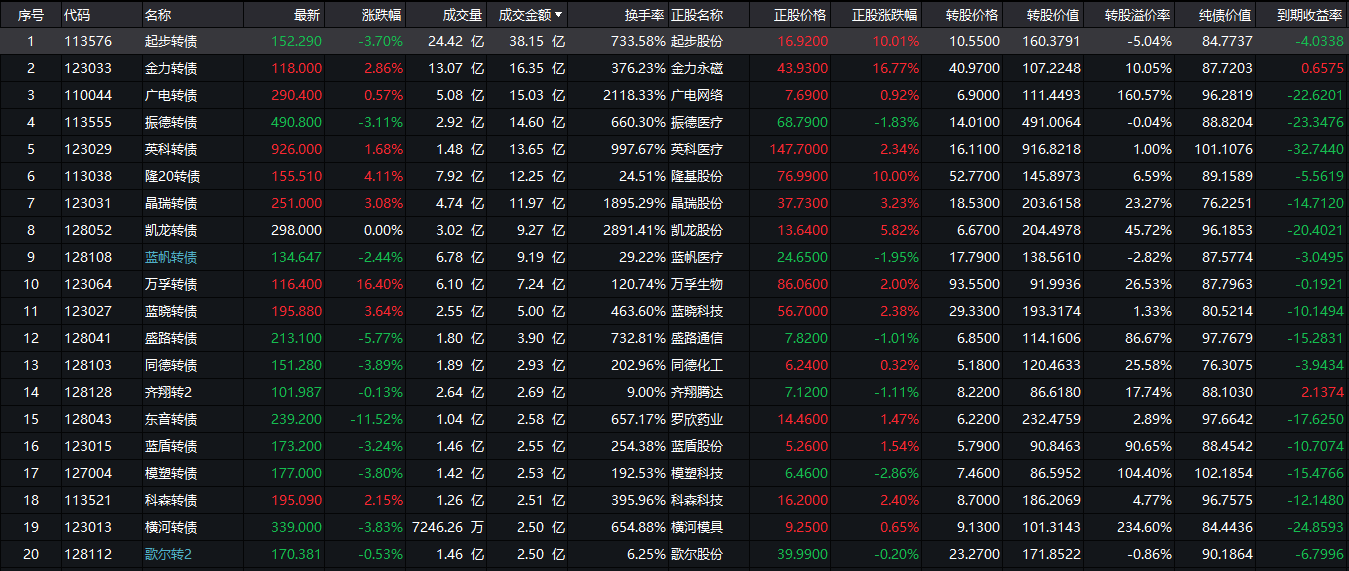 序号 代码 名称 最新 涨跌幅 成交量 成交金额 换手率 正股名称 正股价格 正股涨跌幅 转股价格 转股价值 转股溢价率 纯债价值 到期收益率
1 113576 起步转债 152.290 -3.70% 24.42 亿 38.15 亿 733.58% 起步股份 16.9200 10.01% 10.5500 160.3791 -5.04% 84.7737 -4.0338
2 123033 金力转债 118.000 2.86% 13.07 亿 16.35 亿 376.23% 金力永磁 43.9300 16.77% 40.9700 107.2248 10.05% 87.7203 0.6575
3 110044 广电转债 290.400 0.57% 5.08 亿 15.03 亿 2118.33% 广电网络 7.6900 0.92% 6.9000 111.4493 160.57% 96.2819 -22.6201
4 113555 振德转债 490.800 -3.11% 2.92 亿 14.60 亿 660.30% 振德医疗 68.7900 -1.83% 14.0100 491.0064 -0.04% 88.8204 -23.3476
5 123029 英科转债 926.000 1.68% 1.48 亿 13.65 亿 997.67% 英科医疗 147.7000 2.34% 16.1100 916.8218 1.00% 101.1076 -32.7440
6 113038 隆20转债 155.510 4.11% 7.92 亿 12.25 亿 24.51% 隆基股份 76.9900 10.00% 52.7700 145.8973 6.59% 89.1589 -5.5619
7 123031 晶瑞转债 251.000 3.08% 4.74 亿 11.97 亿 1895.29% 晶瑞股份 37.7300 3.23% 18.5300 203.6158 23.27% 76.2251 -14.7120
8 128052 凯龙转债 298.000 0.00% 3.02 亿 9.27 亿 2891.41% 凯龙股份 13.6400 5.82% 6.6700 204.4978 45.72% 96.1853 -20.4021
9 128108 蓝帆转债 134.647 -2.44% 6.78 亿 9.19 亿 29.22% 蓝帆医疗 24.6500 -1.95% 17.7900 138.5610 -2.82% 87.5774 -3.0495
10 123064 万孚转债 116.400 16.40% 6.10 亿 7.24 亿 120.74% 万孚生物 86.0600 2.00% 93.5500 91.9936 26.53% 87.7963 -0.1921
11 123027 蓝晓转债 195.880 3.64% 2.55 亿 5.00 亿 463.60% 蓝晓科技 56.7000 2.38% 29.3300 193.3174 1.33% 80.5214 -10.1494
12 128041 盛路转债 213.100 -5.77% 1.80 亿 3.90 亿 732.81% 盛路通信 7.8200 -1.01% 6.8500 114.1606 86.67% 97.7679 -15.2831
13 128103 同德转债 151.280 -3.89% 1.89 亿 2.93 亿 202.96% 同德化工 6.2400 0.32% 5.1800 120.4633 25.58% 76.3075 -3.9434
14 128128 齐翔转2 101.987 -0.13% 2.64 亿 2.69 亿 9.00% 齐翔腾达 7.1200 -1.11% 8.2200 86.6180 17.74% 88.1030 2.1374
15 128043 东音转债 239.200 -11.52% 1.04 亿 2.58 亿 657.17% 罗欣药业 14.4600 1.47% 6.2200 232.4759 2.89% 97.6642 -17.6250
16 123015 蓝盾转债 173.200 -3.24% 1.46 亿 2.55 亿 254.38% 蓝盾股份 5.2600 1.54% 5.7900 90.8463 90.65% 88.4542 -10.7074
17 127004 模塑转债 177.000 -3.80% 1.42 亿 2.53 亿 192.53% 模塑科技 6.4600 -2.86% 7.4600 86.5952 104.40% 102.1854 -15.4766
18 113521 科森转债 195.090 2.15% 1.26 亿 2.51 亿 395.96% 科森科技 16.2000 2.40% 8.7000 186.2069 4.77% 96.7575 -12.1480
19 123013 横河转债 339.000 -3.83% 7246.26 万 2.50 亿 654.88% 横河模具 9.2500 0.65% 9.1300 101.3143 234.60% 84.4436 -24.8593
20 128112 歌尔转2 170.381 -0.53% 1.46 亿 2.50 亿 6.25% 歌尔股份 39.9900 -0.20% 23.2700 171.8522 -0.86% 90.1864 -6.7996